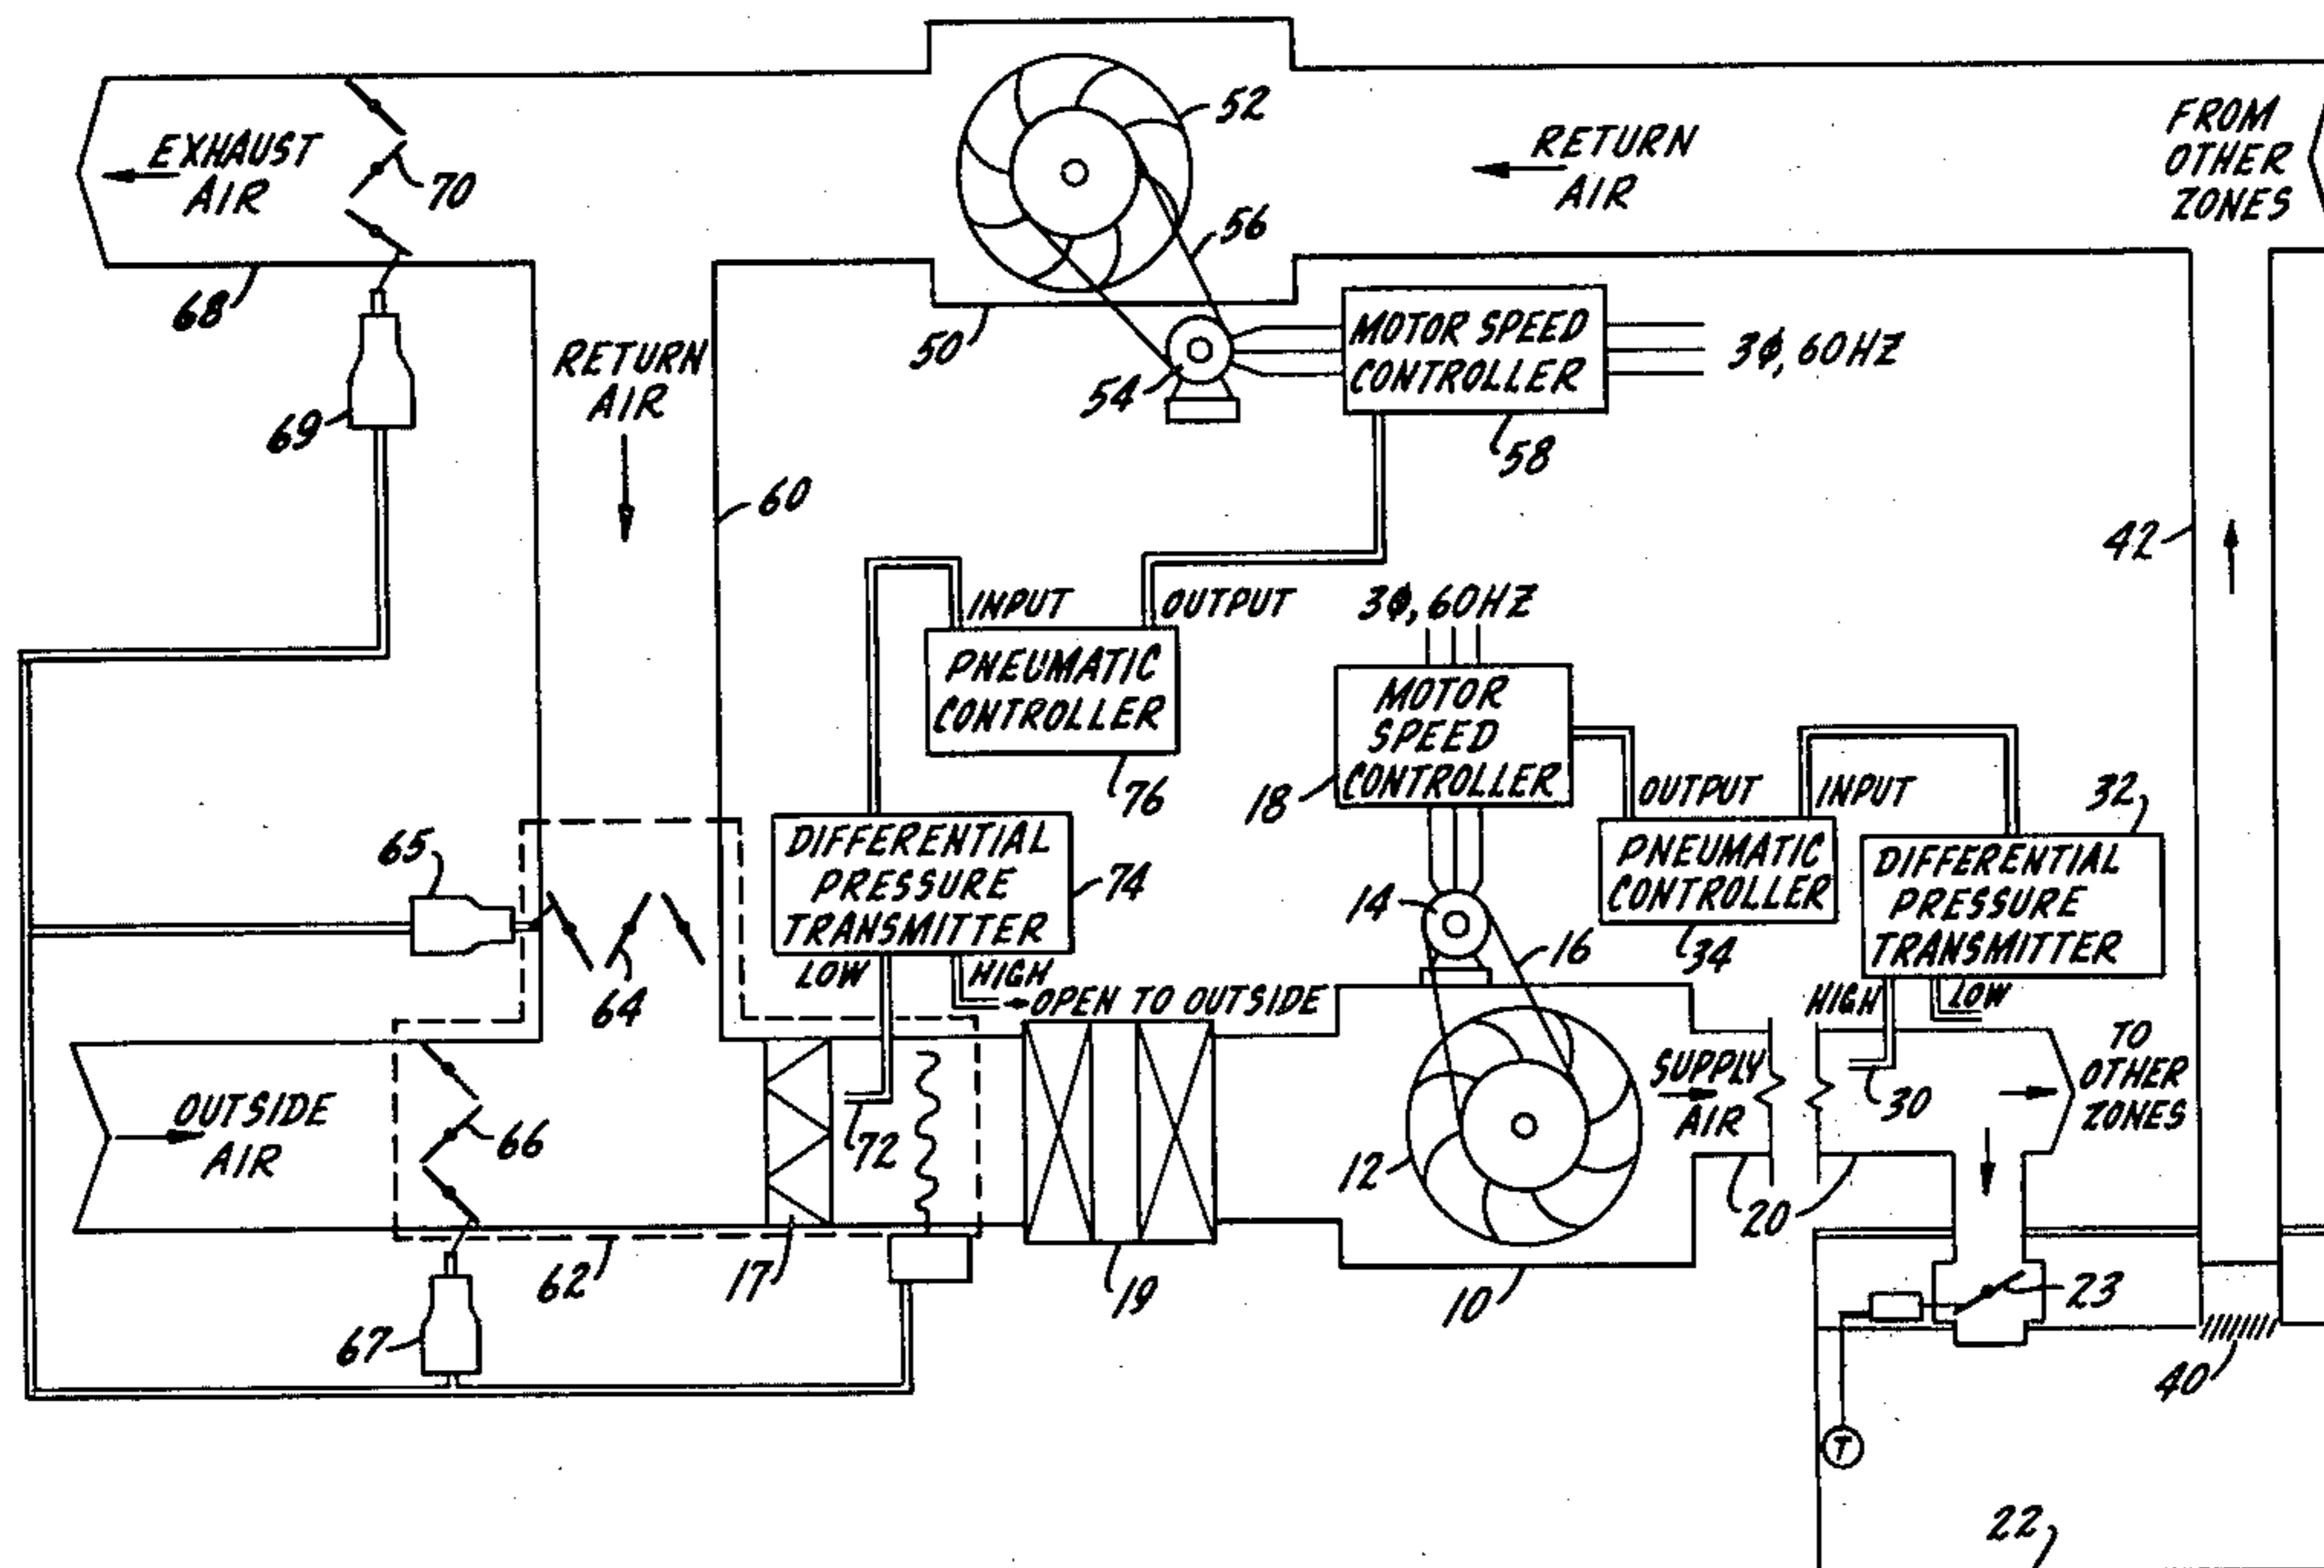 52
EXHAUST
AIR
70
RETURN
AIR
FROM
OTHER
ZONES
56
68
50
54
MOTOR SPEED
CONTROLLER
3ϕ, 60HZ
58
69
RETURN
AIR
60
42
INPUT
OUTPUT
3ϕ, 60HZ
PNEUMATIC
CONTROLLER
76
MOTOR
SPEED
CONTROLLER
18
OUTPUT
INPUT
32
65
DIFFERENTIAL
PRESSURE
TRANSMITTER
74
14
PNEUMATIC
CONTROLLER
34
DIFFERENTIAL
PRESSURE
TRANSMITTER
16
64
LOW
HIGH
OPEN TO OUTSIDE
HIGH
LOW
OUTSIDE
AIR
66
72
12
SUPPLY
AIR
30
TO
OTHER
ZONES
20
62
17
19
10
23
67
40
T
22